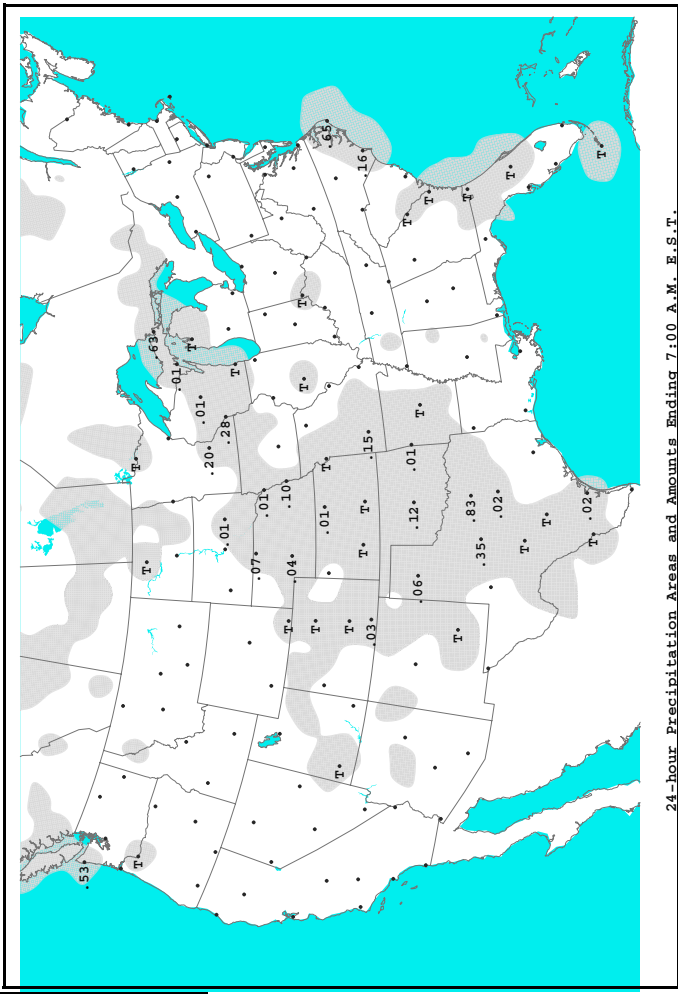 .53
T
T
T
.63
.01
T
.01
.20
.01
.28
T
.07
.01
.10
T
.04
T
T
T
.01
T
.65
T
T
.16
T
T
.15
.03
T
.01
.12
.06
T
T
T
T
.83
.35
.02
T
T
T
.02
T
T
24-hour Precipitation Areas and Amounts Ending 7:00 A.M. E.S.T.